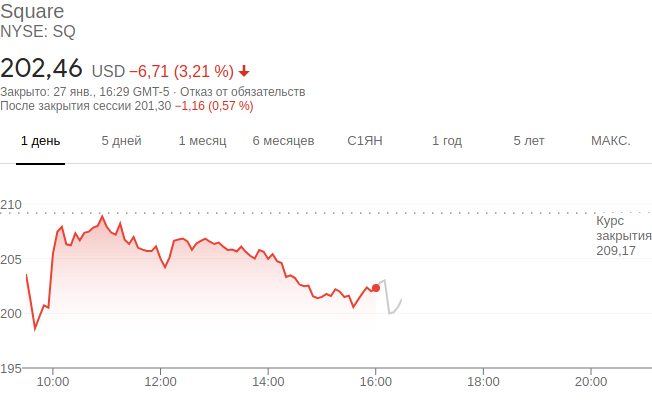 Square
NYSE: SQ
202,46 USD −6,71 (3,21 %)
Закрыто: 27 янв., 16:29 GMT-5 · Отказ от обязательств
После закрытия сессии 201,30 −1,16 (0,57 %)
1 день 5 дней 1 месяц 6 месяцев С1ЯН 1 год 5 лет МАКС.
210
Курс
закрытия
209,17
205
200
195
10:00 12:00 14:00 16:00 18:00 20:00